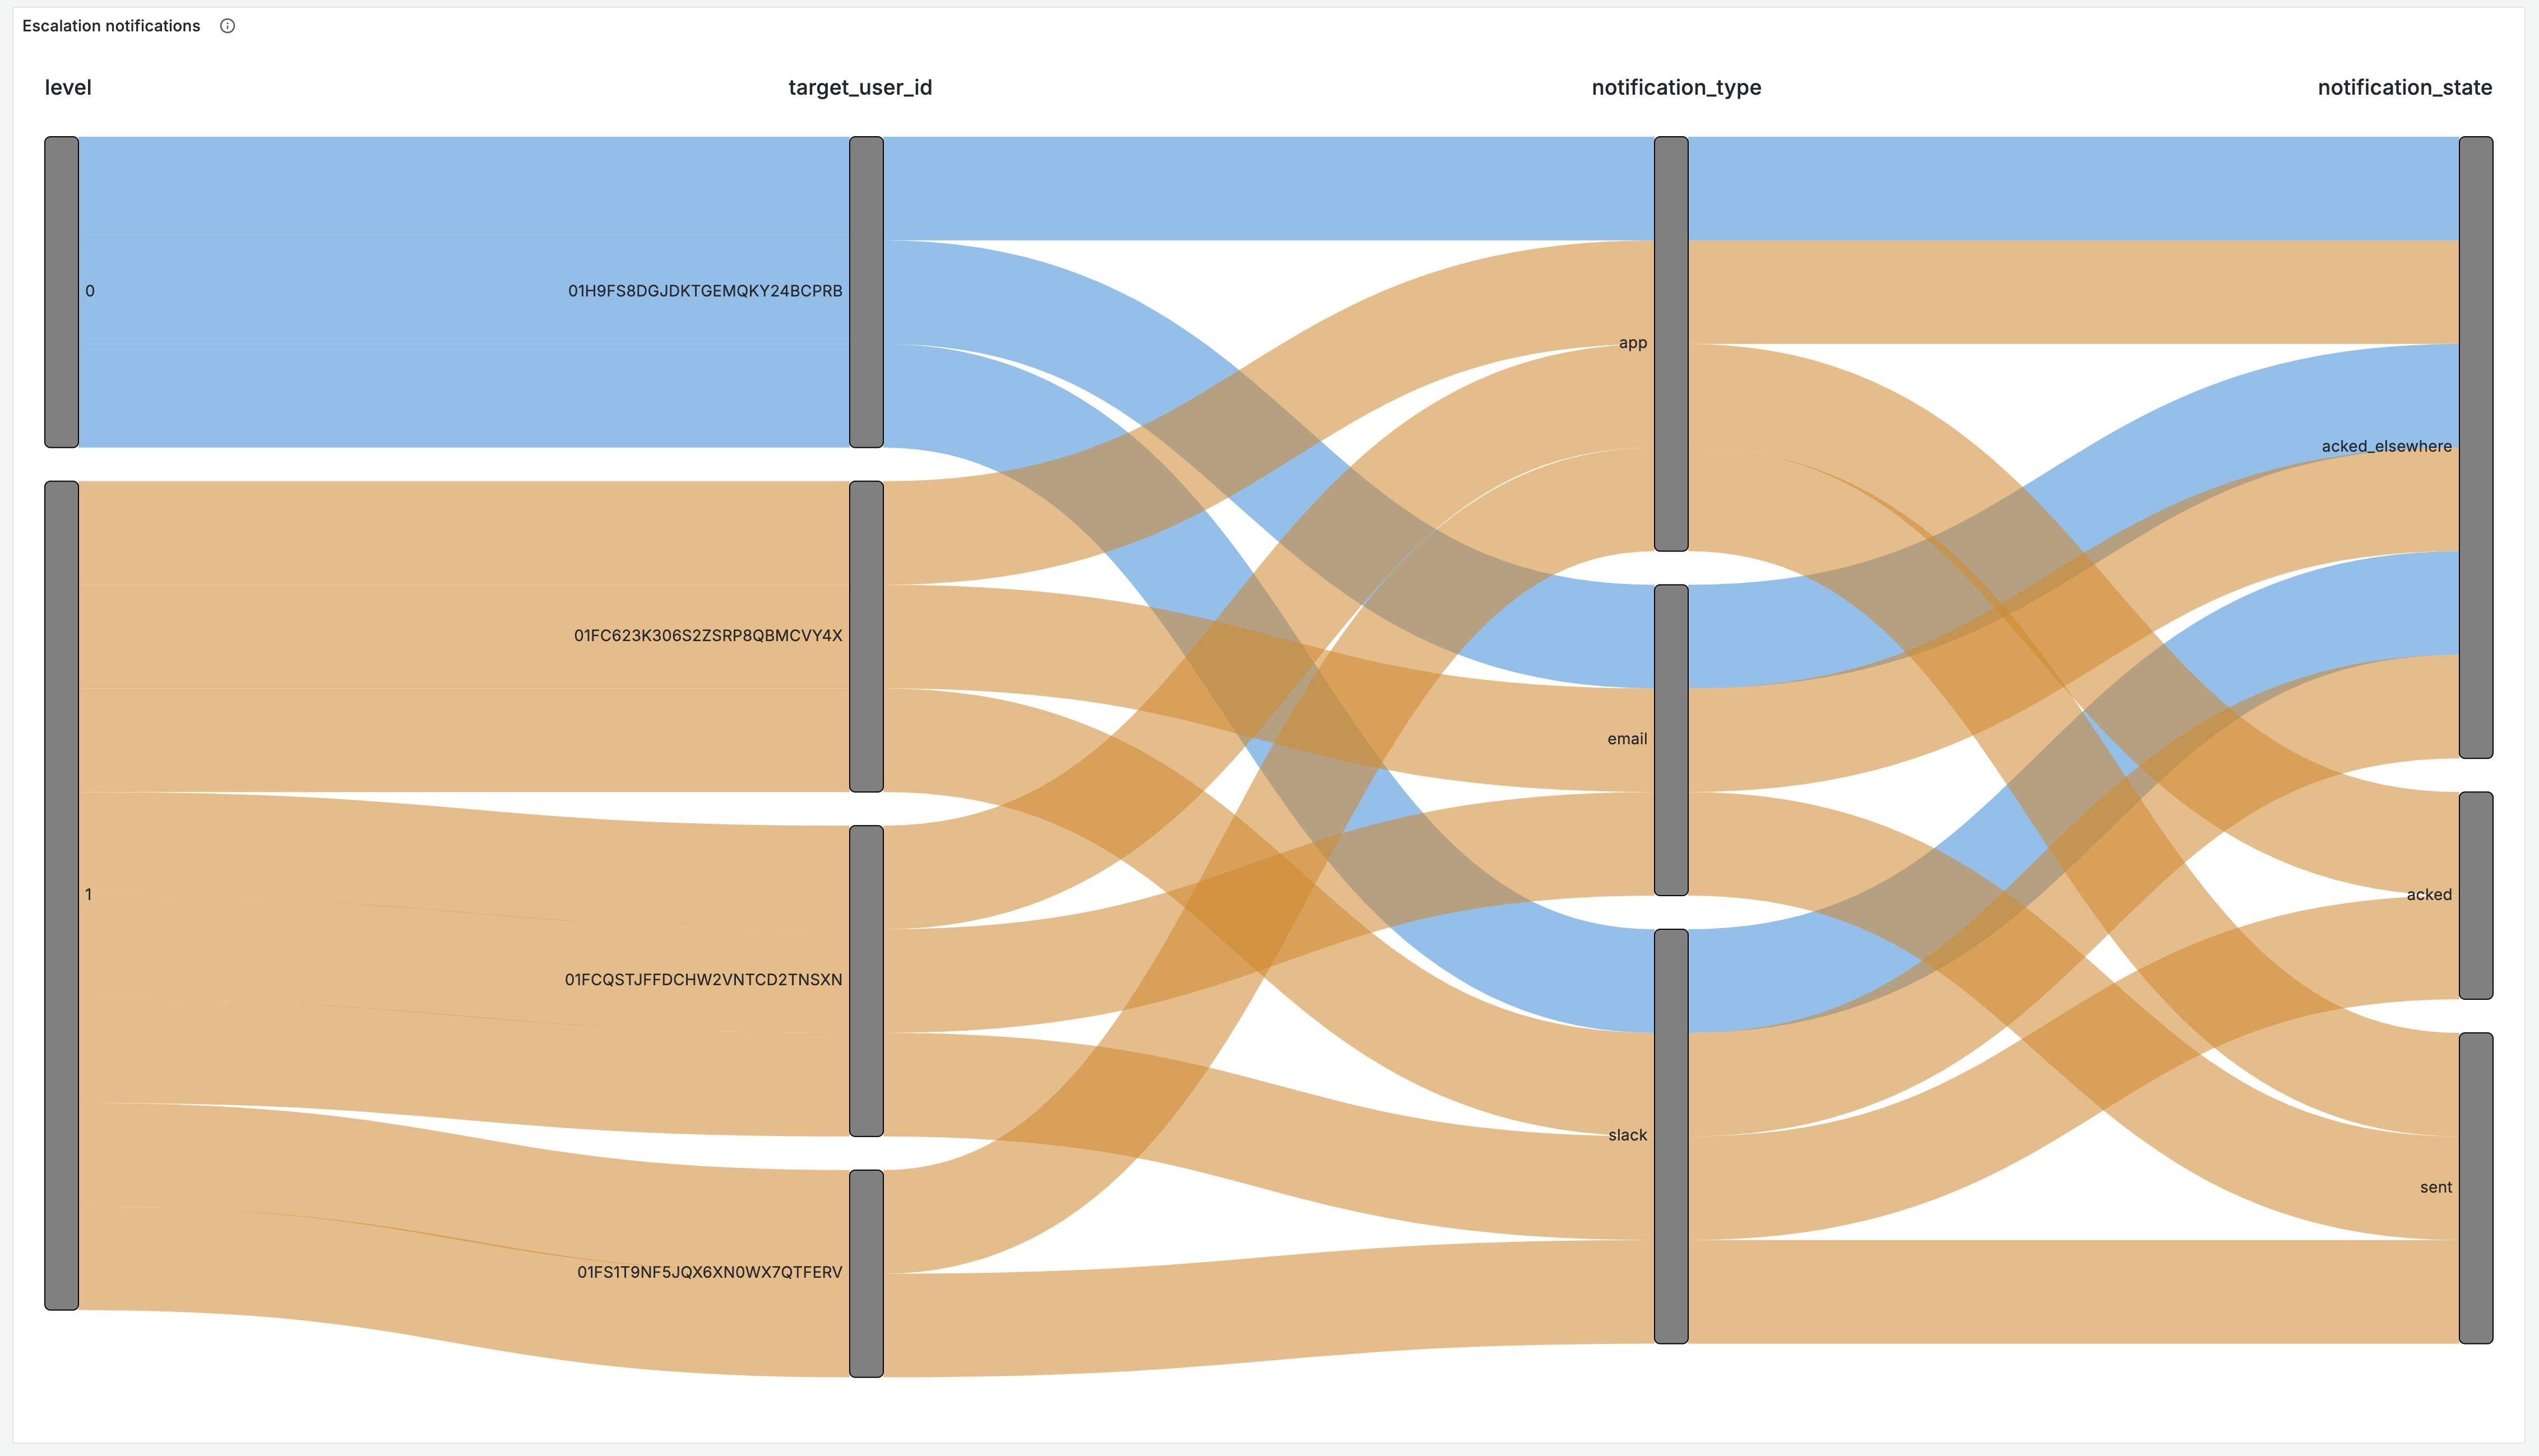 Escalation notifications
level
target_user_id
notification_type
notification_state
0
01H9FS8DGJDKTGEMQKY24BCPRB
app
acked_elsewhere
01FC623K306S2ZSRP8QBMCVY4X
email
1
acked
01FCQSTJFFDCHW2VNTCD2TNSXN
slack
sent
01FS1T9NF5JQX6XN0WX7QTFERV